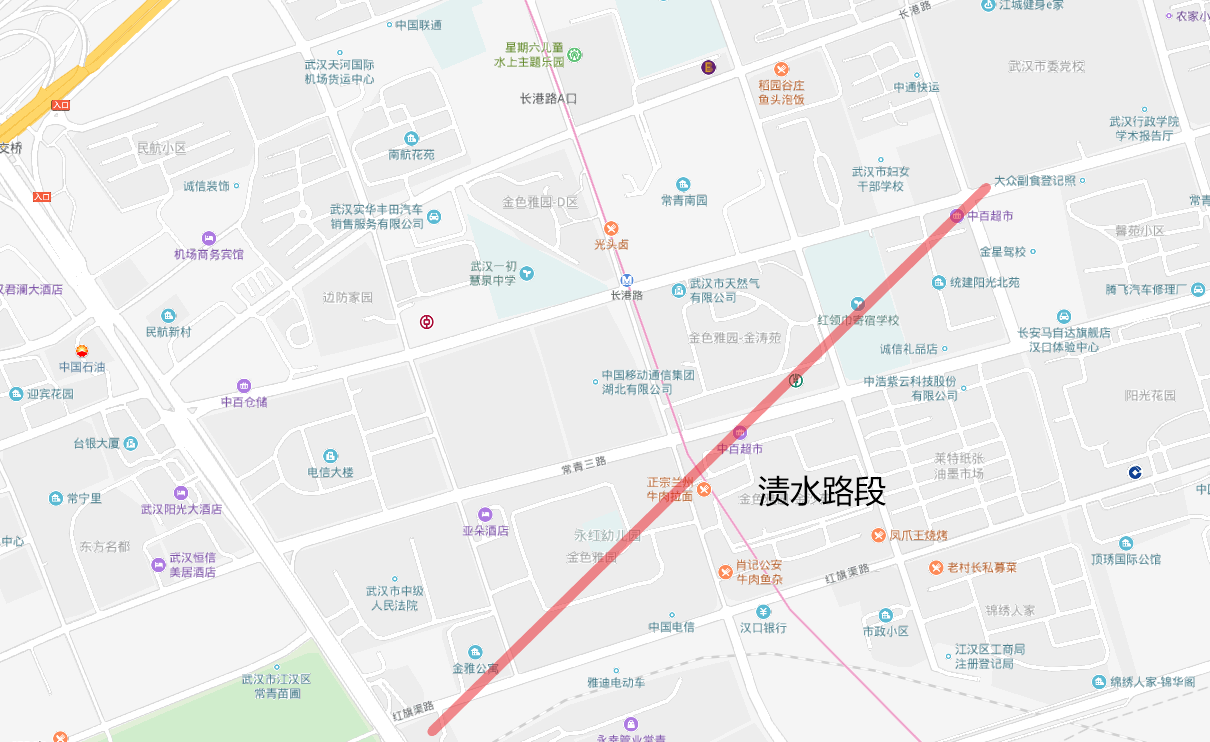 中国联通
长港路
江城健身e家
农家小
星期六儿童
水上主题乐园
武汉天河国际
机场货运中心
长港路A口
稻园谷庄
鱼头泡饭
中通快运
武汉市委党校
入口
武汉行政学院
学术报告厅
交桥
民航小区
南航花苑
诚信装饰
入口
武汉市妇女
干部学校
大众副食登记照
金色雅园-D区
常青南园
常青
武汉实华丰田汽车
销售服务有限公司
中百超市
光头卤
馨苑小区
机场商务宾馆
金星驾校
武汉一初
慧泉中学
长港路
武汉市天然气
有限公司
统建阳光北苑
腾飞汽车修理厂
汉君澜大酒店
边防家园
民航新村
红领巾寄宿学校
金色雅园-金涛苑
长安马自达旗舰店
汉口体验中心
诚信礼品店
中国石油
中国移动通信集团
湖北有限公司
中浩紫云科技股份
有限公司
迎宾花园
中百仓储
阳光花园
台银大厦
中百超市
电信大楼
常青三路
莱特纸张
油墨市场
正宗兰州
牛肉拉面
渍水路段
金色
常宁里
武汉阳光大酒店
亚朵酒店
永红幼儿园
金色雅园
凤爪王烧烤
东方名都
武汉恒信
美居酒店
顶琇国际公馆
肖记公安
牛肉鱼杂
红旗渠路
老村长私募菜
武汉市中级
人民法院
中国电信
汉口银行
市政小区
锦绣人家
金雅公寓
江汉区工商局
注册登记局
武汉市江汉区
常青苗圃
雅迪电动车
锦绣人家-锦华阁
红旗渠路
永幸管业常青